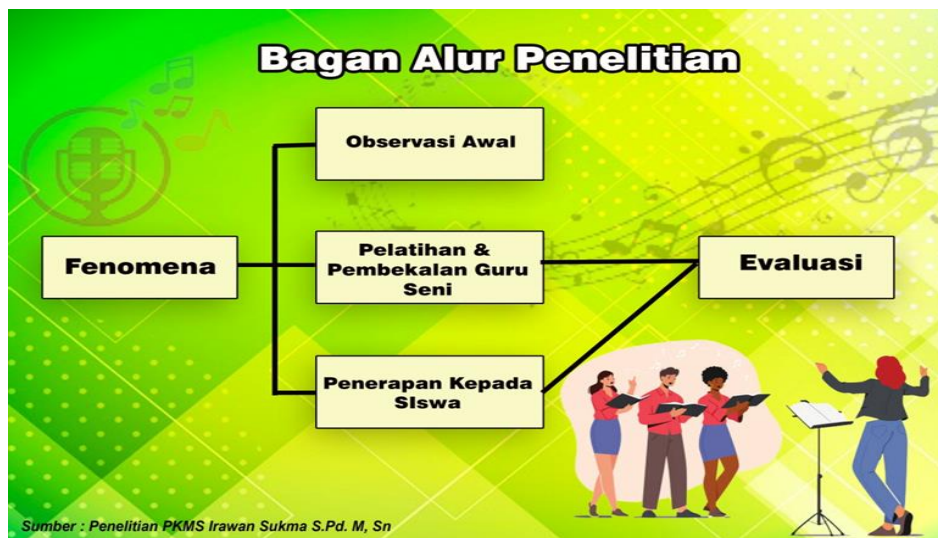 Bagan Alur Penelitian
Observasi Awal
Fenomena
Pelatihan &
Pembekalan Guru
Seni
Evaluasi
Penerapan Kepada
SIswa
Sumber : Penelitian PKMS Irawan Sukma S.Pd. M, Sn